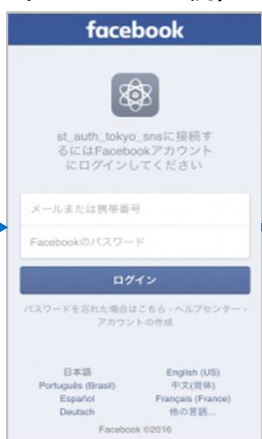 facebook
st_auth_tokyo_snsに接続す
るにはFacebookアカウント
にログインしてください
メールまたは携帯番号
Facebookのパスワード
ログイン
パスワードを忘れた場合はこちら・ヘルプセンター・
アカウントの作成
日本語 English (US)
Português (Brasil) 中文(简体)
Español Français (France)
Deutsch 他の言語...
Facebook ©2016